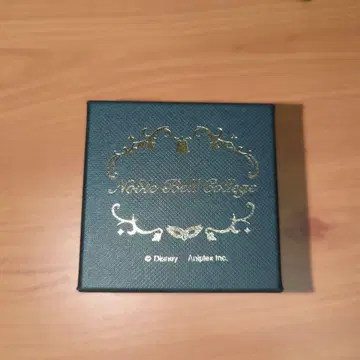 Noble Bell College
© Disney Aniplex Inc.